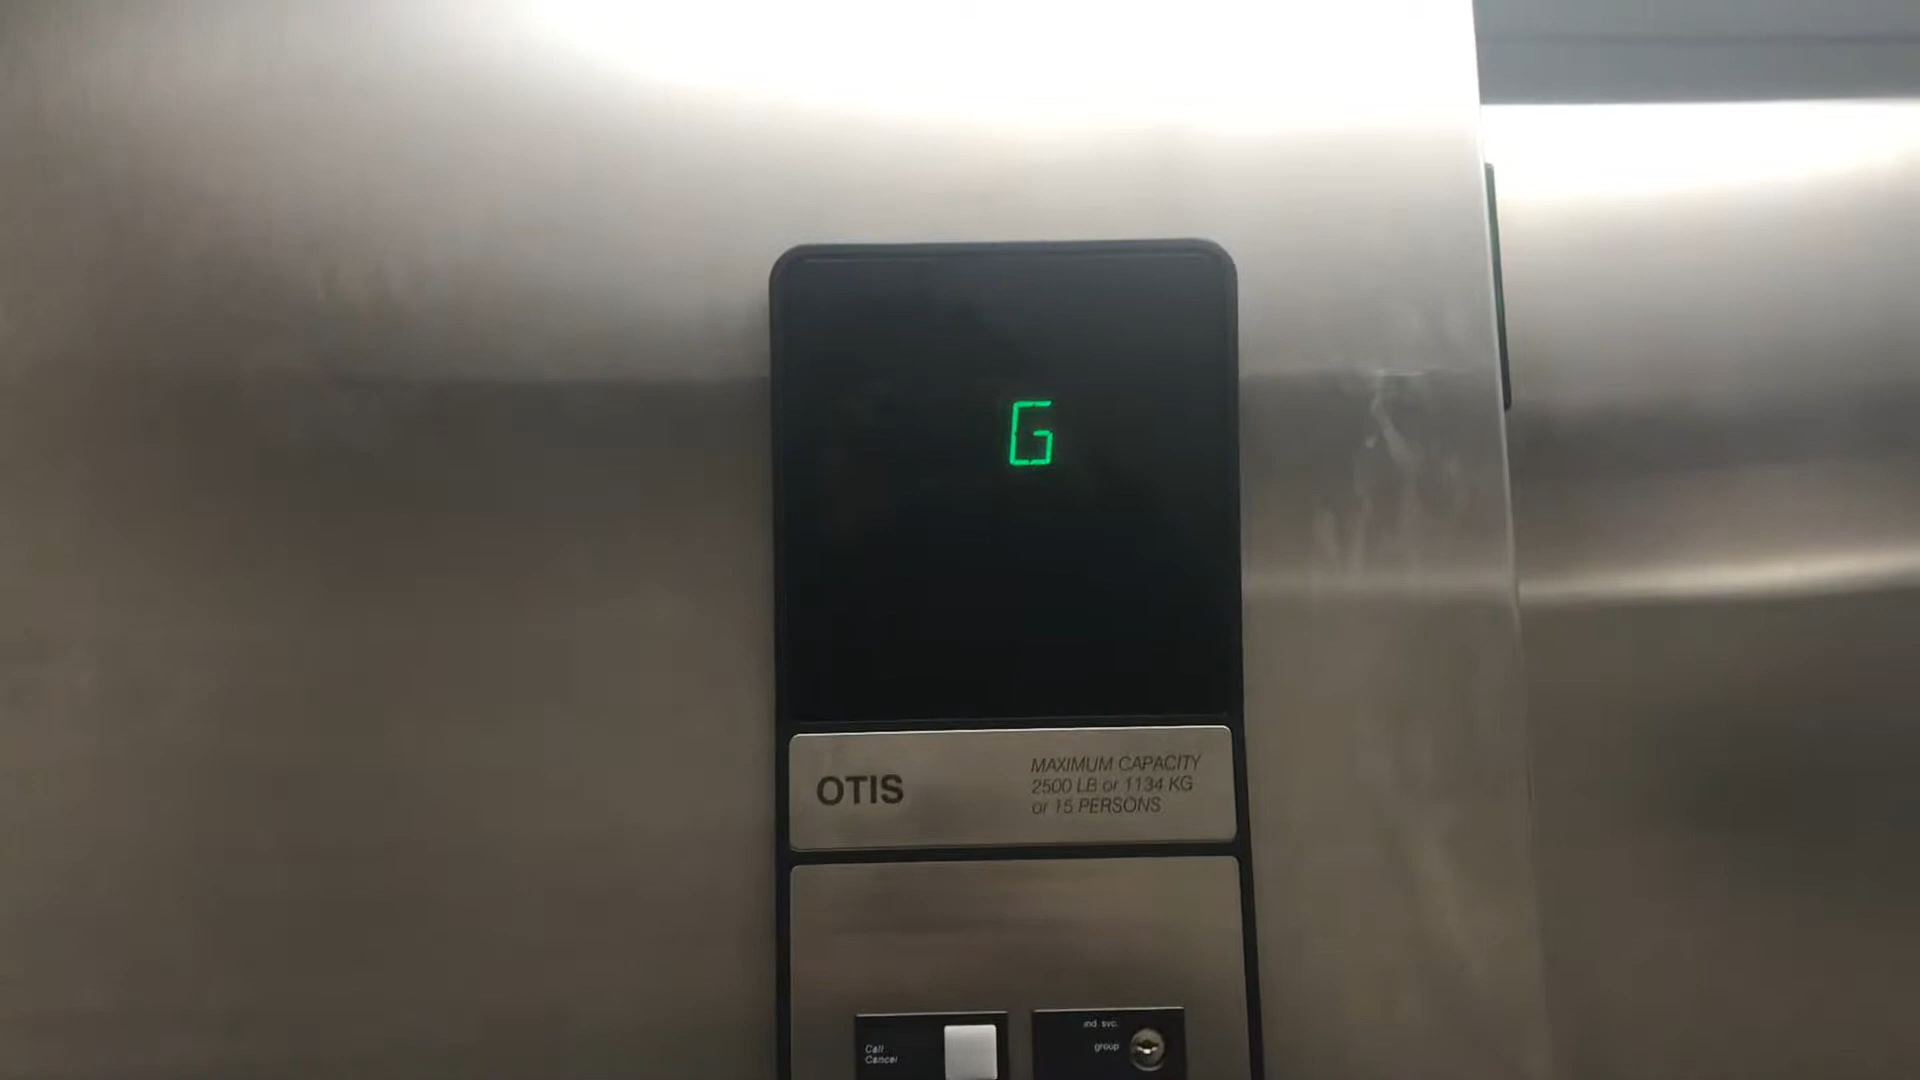 G
OTIS
MAXIMUM CAPACITY
2500 LB or 1134 KG
or 15 PERSONS
Call
Cancel
ind svc.
group